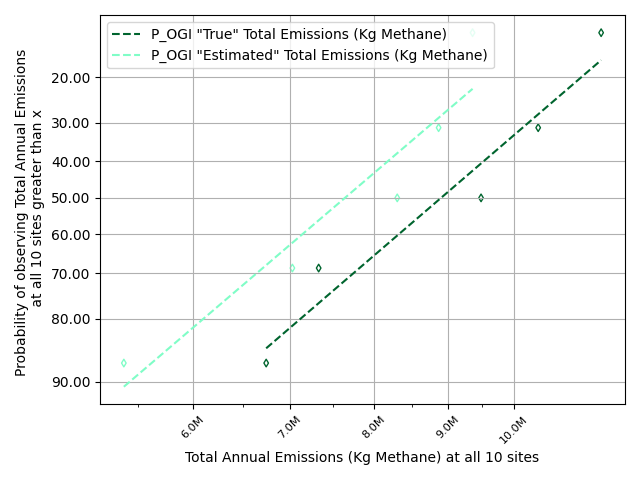 P_OGI "True" Total Emissions (Kg Methane)
P_OGI "Estimated" Total Emissions (Kg Methane)
Probability of observing Total Annual Emissions
at all 10 sites greater than x
20.00
30.00
40.00
50.00
60.00
70.00
80.00
90.00
6.0M
7.0M
8.0M
9.0M
10.0M
Total Annual Emissions (Kg Methane) at all 10 sites